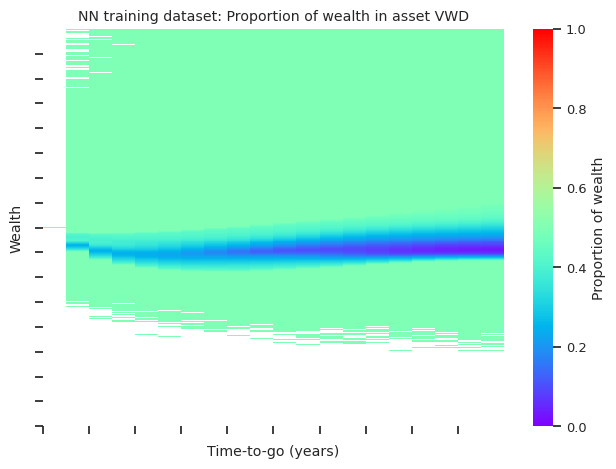 NN training dataset: Proportion of wealth in asset VWD
Wealth
Time-to-go (years)
1.0
0.8
0.6
0.4
0.2
0.0
Proportion of wealth